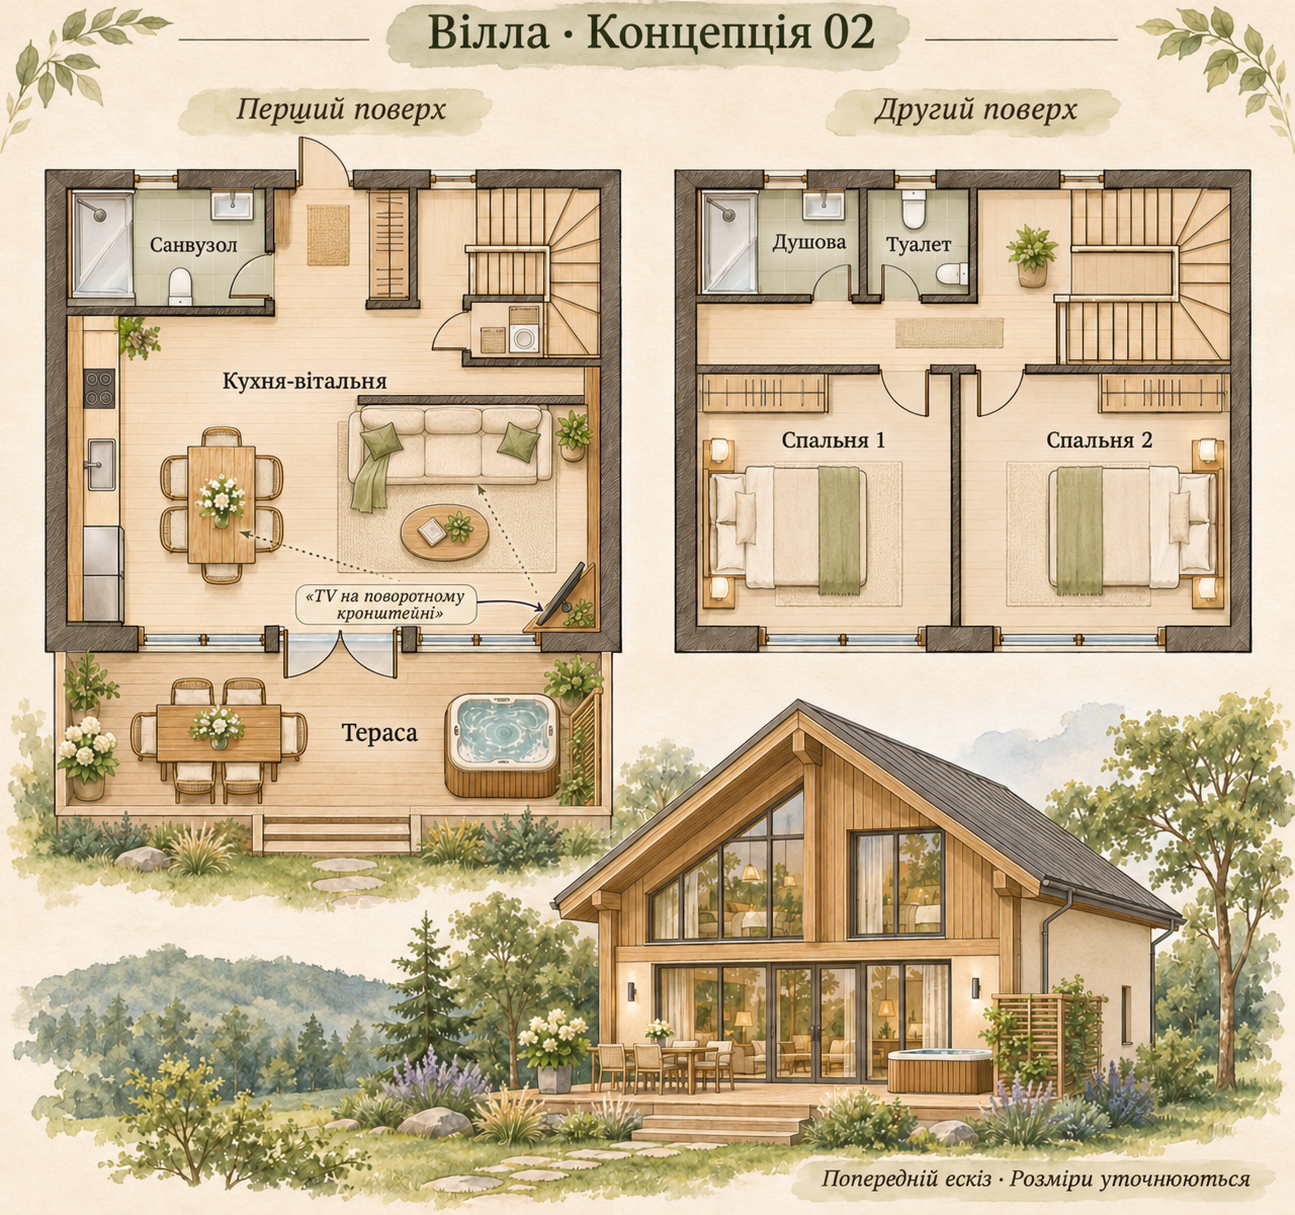 Вілла · Концепція 02
Перший поверх
Другий поверх
Санвузол
Кухня-вітальня
«TV на поворотному
кронштейні»
Тераса
Душова
Туалет
Спальня 1
Спальня 2
Попередній ескіз · Розміри уточнюються